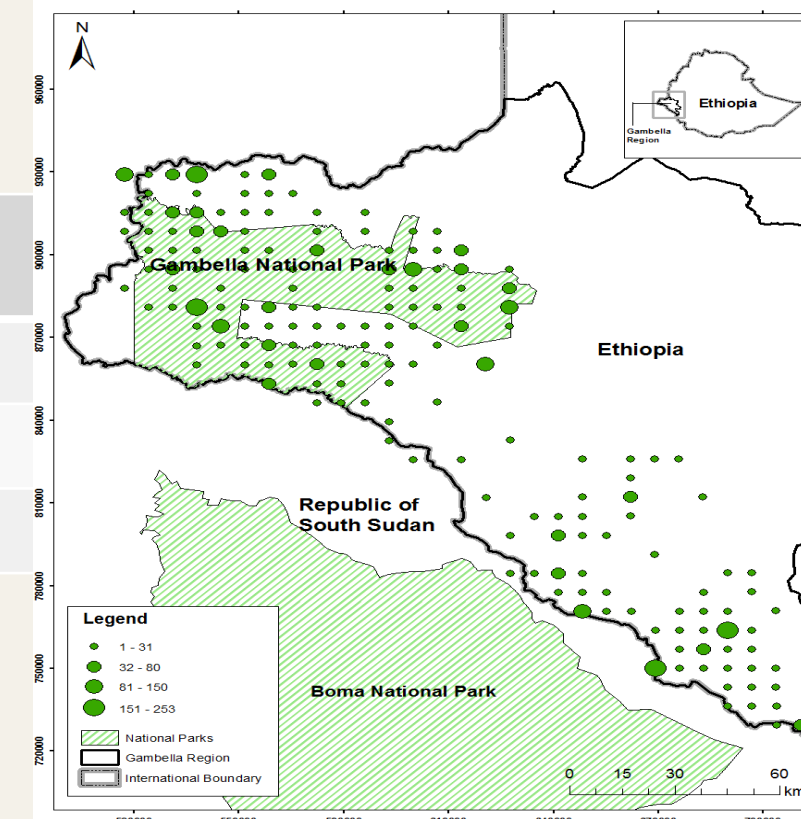 N
960000
930000
900000
870000
840000
810000
780000
750000
720000
Ethiopia
Gambella
Region
Gambella National Park
Ethiopia
Republic of
South Sudan
Boma National Park
Legend
1 - 31
32 - 80
81 - 150
151 - 253
National Parks
Gambella Region
International Boundary
0 15 30 60
km